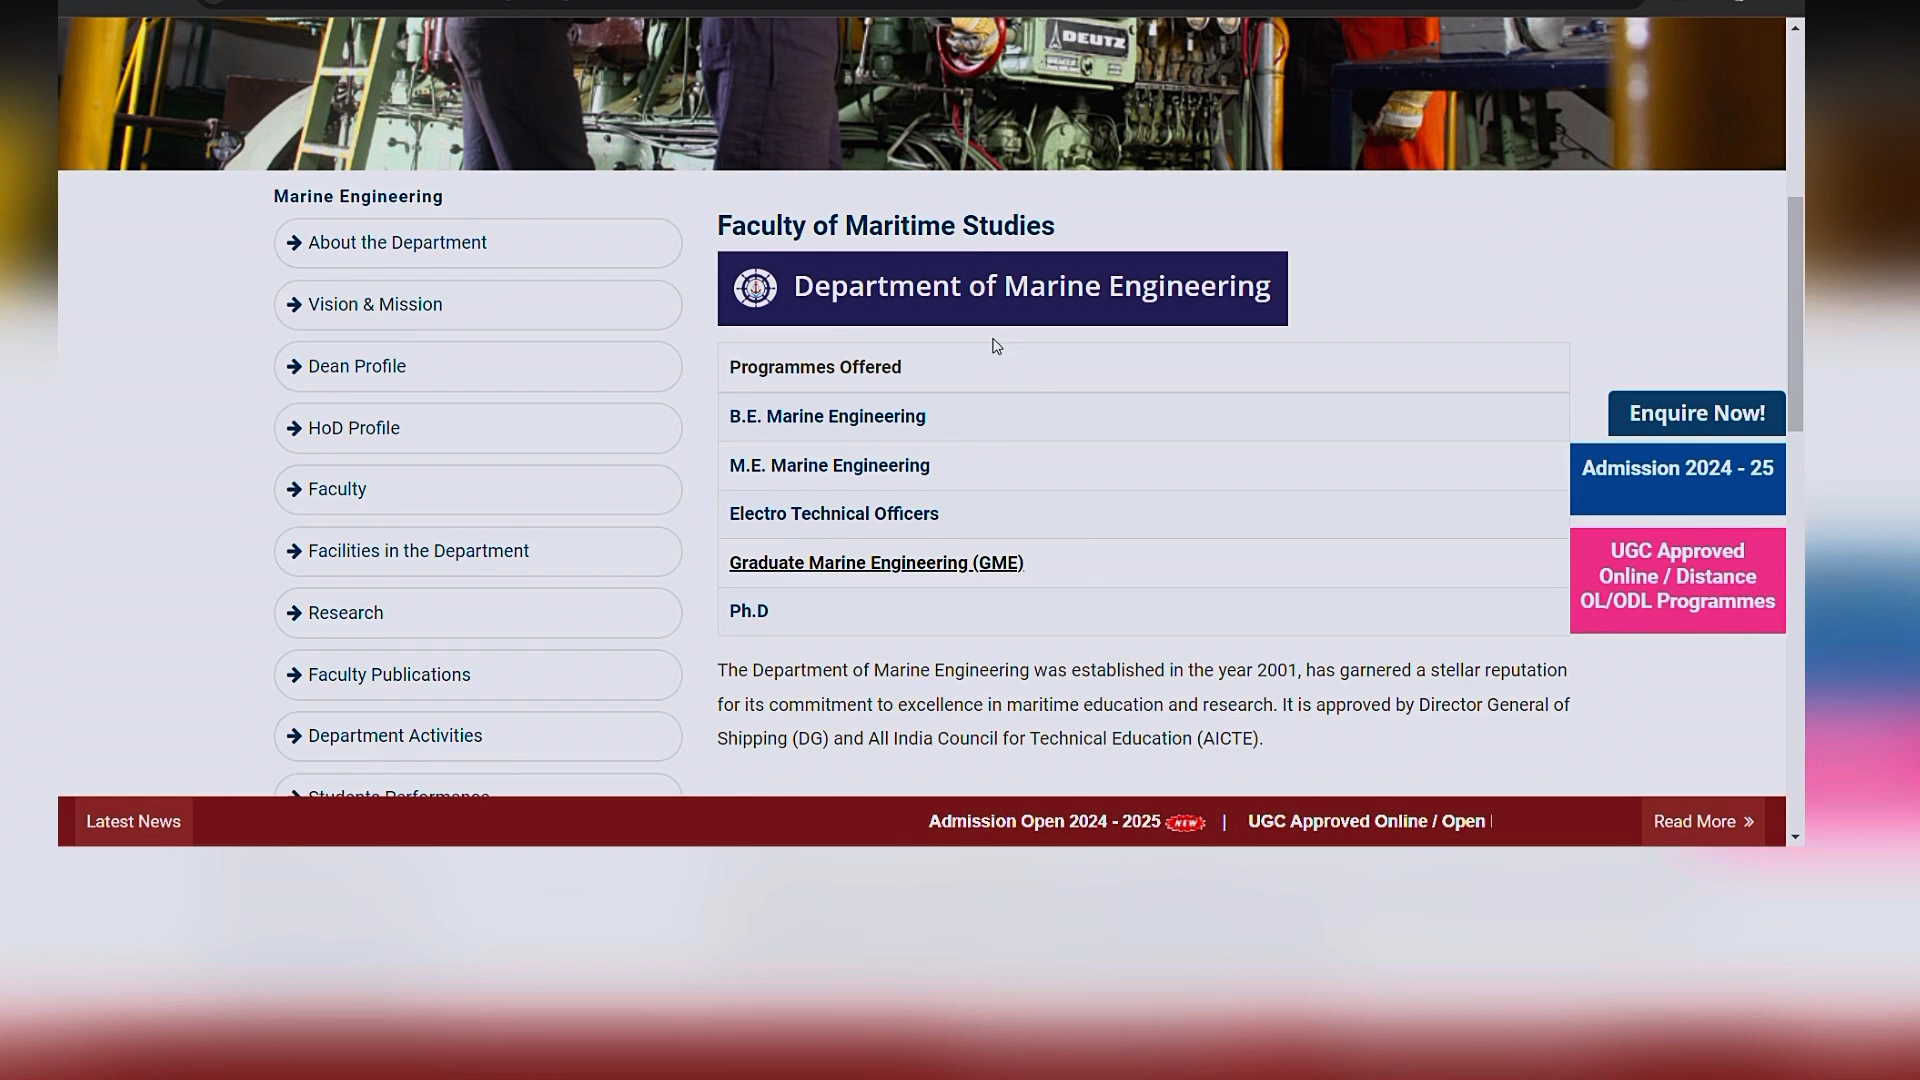 DEUTZ
Marine Engineering
About the Department
Vision & Mission
Dean Profile
HoD Profile
Faculty
Facilities in the Department
Research
Faculty Publications
Department Activities
Students Performance
Faculty of Maritime Studies
Department of Marine Engineering
Programmes Offered
B.E. Marine Engineering
M.E. Marine Engineering
Electro Technical Officers
Graduate Marine Engineering (GME)
Ph.D
The Department of Marine Engineering was established in the year 2001, has garnered a stellar reputation
for its commitment to excellence in maritime education and research. It is approved by Director General of
Shipping (DG) and All India Council for Technical Education (AICTE).
Enquire Now!
Admission 2024 - 25
UGC Approved
Online / Distance
OL/ODL Programmes
Latest News
Admission Open 2024 - 2025 NEW | UGC Approved Online / Open
Read More »